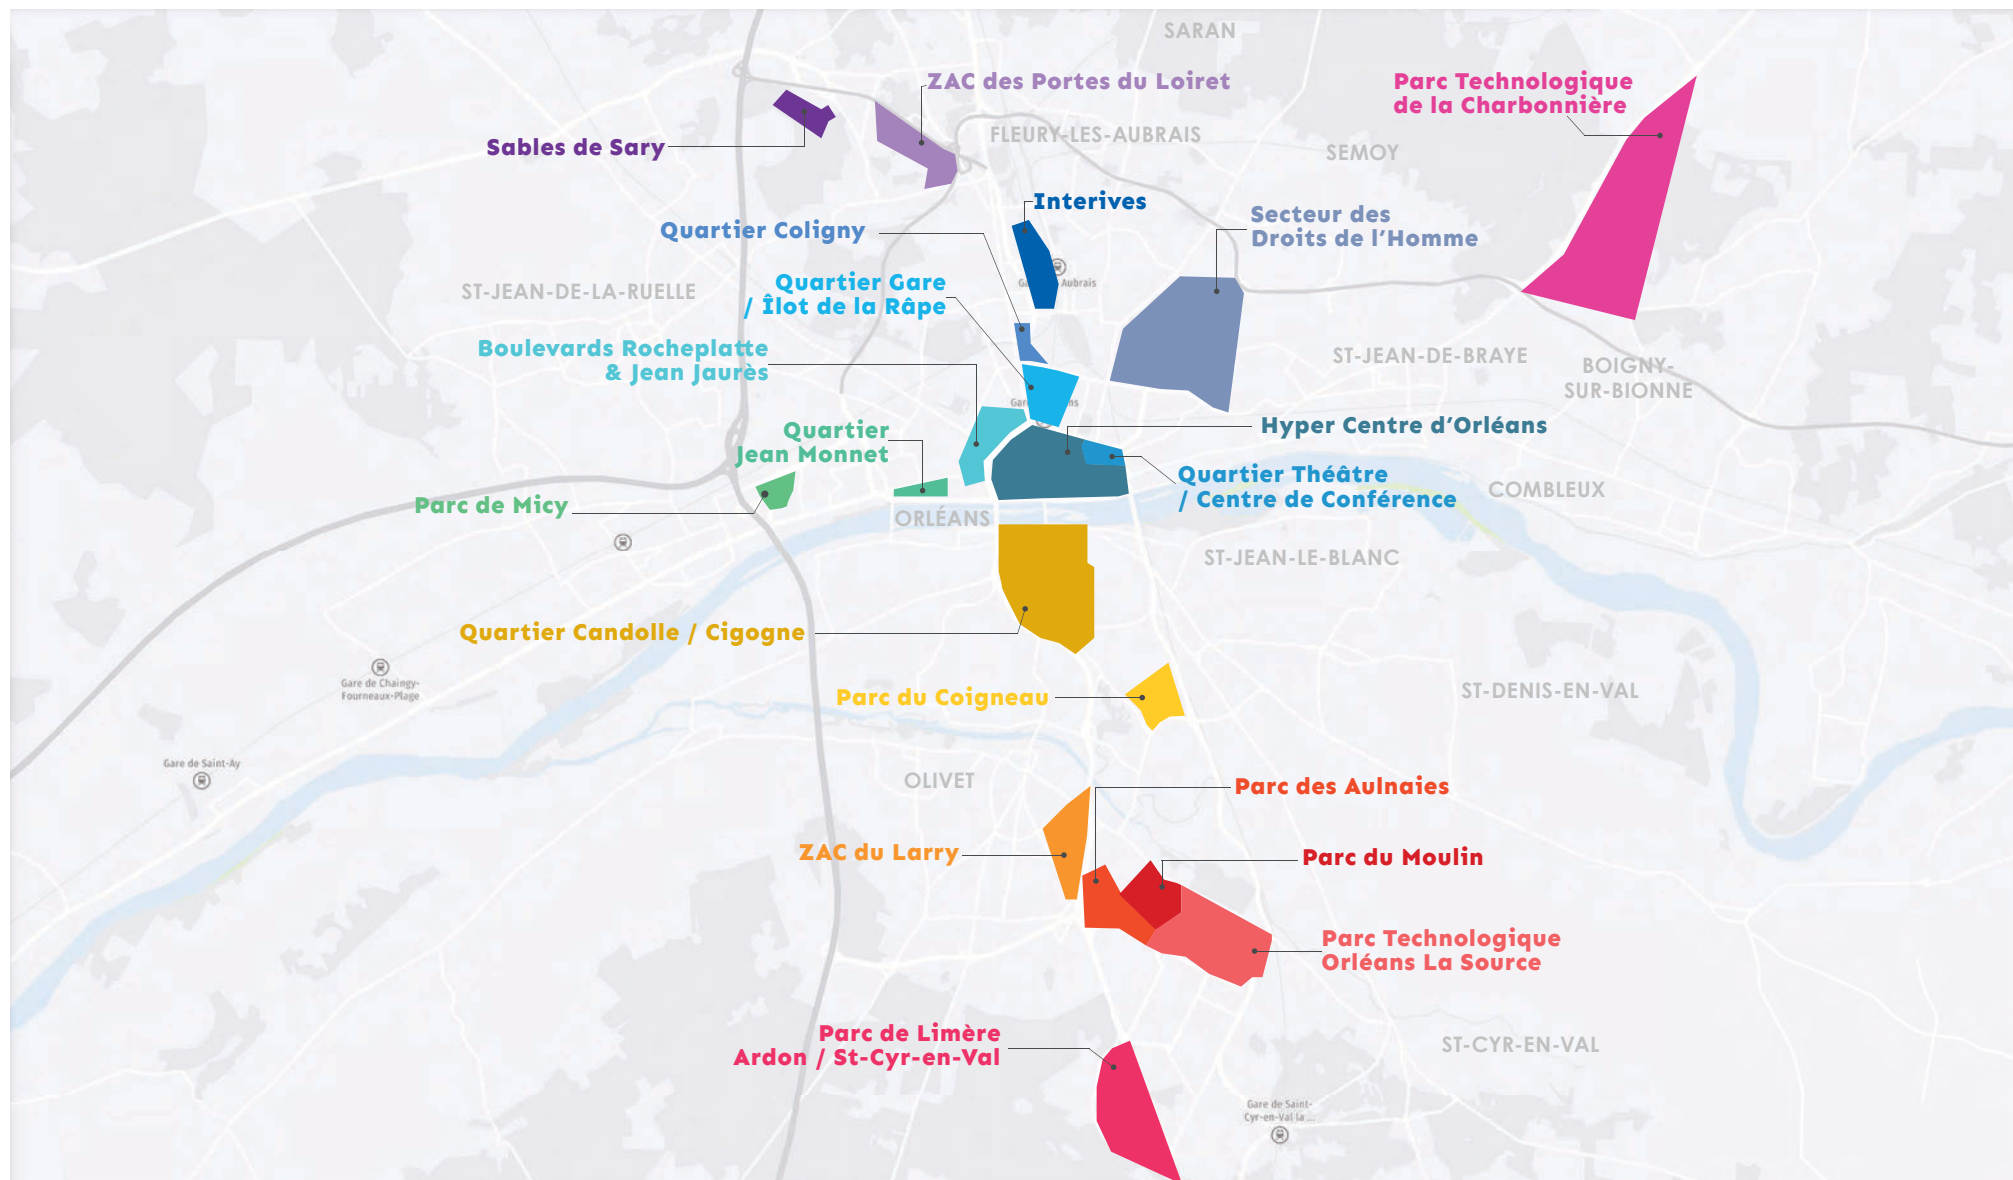 SARAN
ZAC des Portes du Loiret
Parc Technologique
de la Charbonnière
FLEURY-LES-AUBRAIS
Sables de Sary
SEMOY
Interives
Secteur des
Droits de l'Homme
Quartier Coligny
Quartier Gare
/ Îlot de la Râpe
Aubrais
ST-JEAN-DE-LA-RUELLE
Boulevards Rocheplatte
& Jean Jaurès
ST-JEAN-DE-BRAYE
BOIGNY-
SUR-BIONNE
Quartier
Jean Monnet
Hyper Centre d'Orléans
Quartier Théâtre
/ Centre de Conférence
COMBLEUX
Parc de Micy
ORLÉANS
ST-JEAN-LE-BLANC
Quartier Candolle / Cigogne
Gare de Chaingy-
Fourneaux-Plage
Parc du Coigneau
ST-DENIS-EN-VAL
Gare de Saint-Ay
OLIVET
Parc des Aulnaies
ZAC du Larry
Parc du Moulin
Parc Technologique
Orléans La Source
Parc de Limère
Ardon / St-Cyr-en-Val
ST-CYR-EN-VAL
Gare de Saint-
Cyr-en-Val la ...